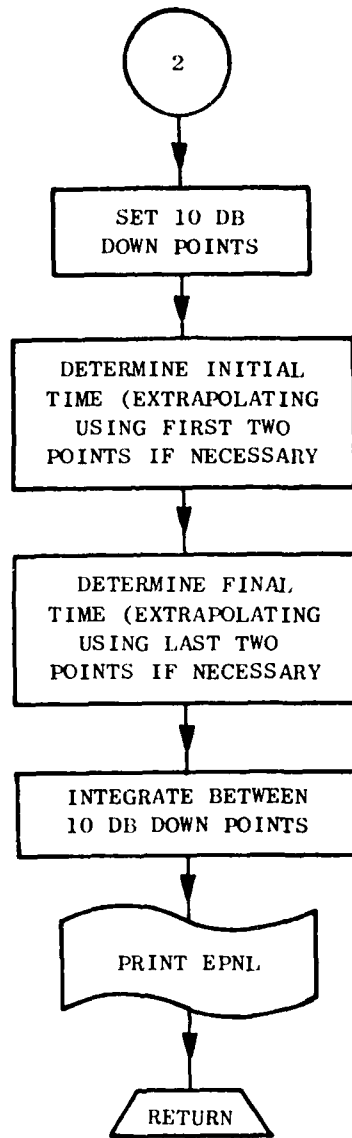 2
SET 10 DB
DOWN POINTS
DETERMINE INITIAL
TIME (EXTRAPOLATING
USING FIRST TWO
POINTS IF NECESSARY
DETERMINE FINAL
TIME (EXTRAPOLATING
USING LAST TWO
POINTS IF NECESSARY
INTEGRATE BETWEEN
10 DB DOWN POINTS
PRINT EPNL
RETURN